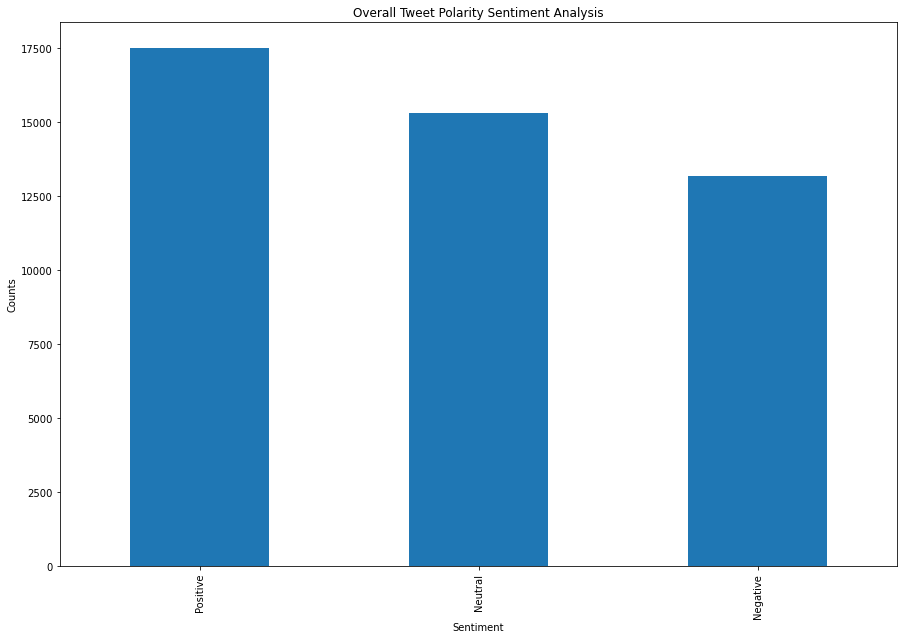 Overall Tweet Polarity Sentiment Analysis
Counts
17500
15000
12500
10000
7500
5000
2500
0
Positive
Neutral
Negative
Sentiment